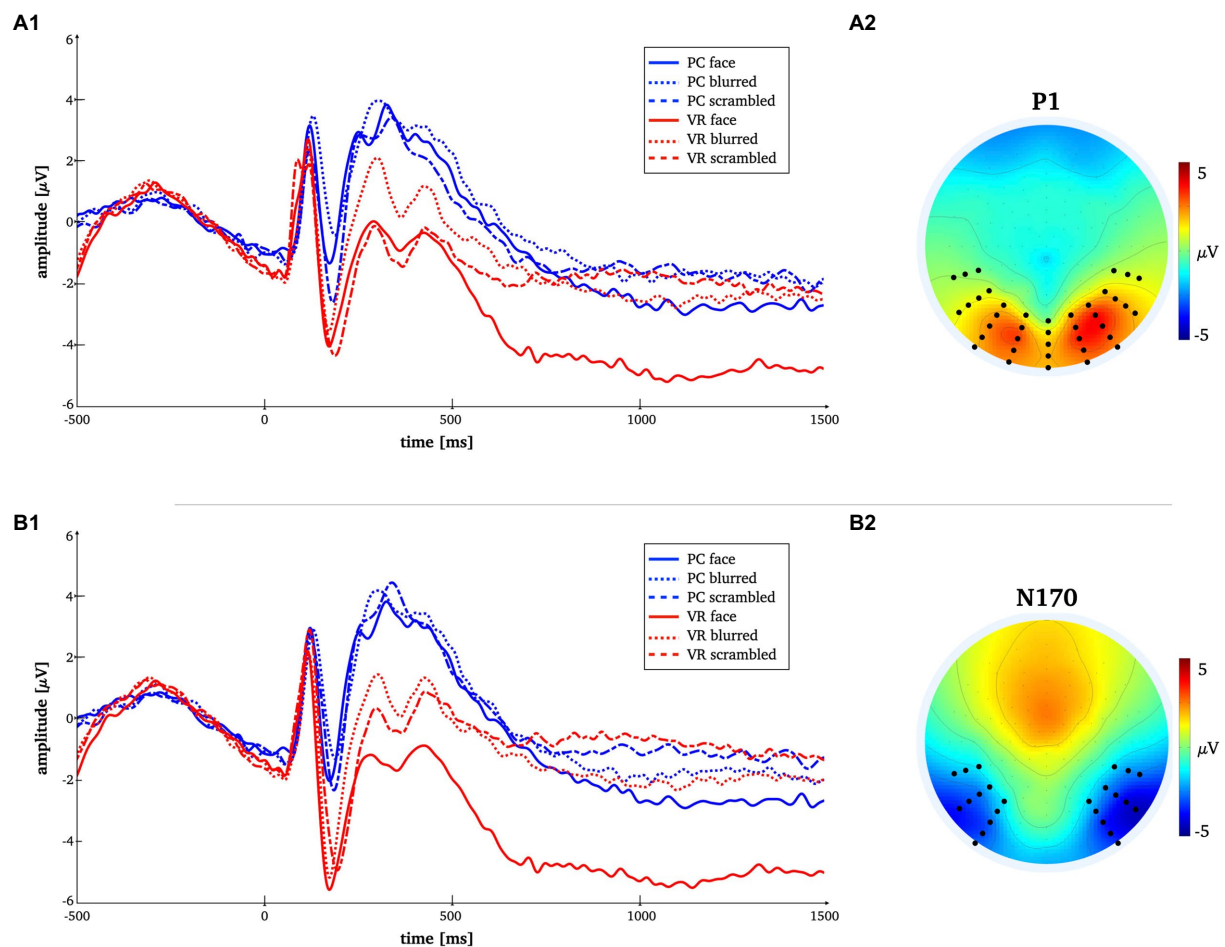 A1
6
4
2
0
-2
-4
-6
amplitude [µV]
-500
0
500
1000
1500
time [ms]
PC face
PC blurred
PC scrambled
VR face
VR blurred
VR scrambled
A2
P1
5
µV
-5
B1
6
4
2
0
-2
-4
-6
amplitude [µV]
-500
0
500
1000
1500
time [ms]
PC face
PC blurred
PC scrambled
VR face
VR blurred
VR scrambled
B2
N170
5
µV
-5